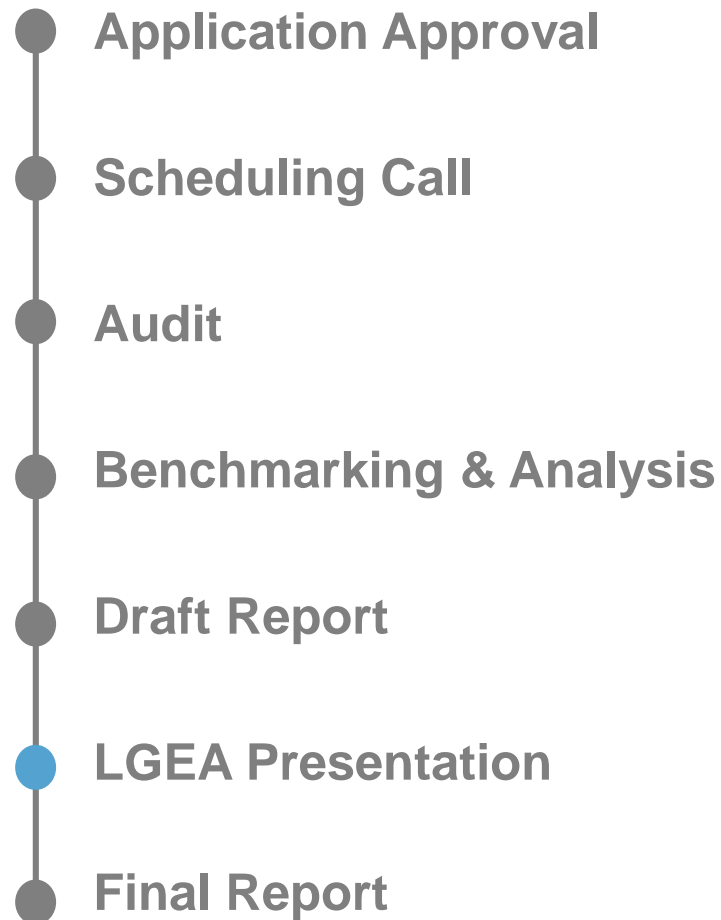 Application Approval
Scheduling Call
Audit
Benchmarking & Analysis
Draft Report
LGEA Presentation
Final Report